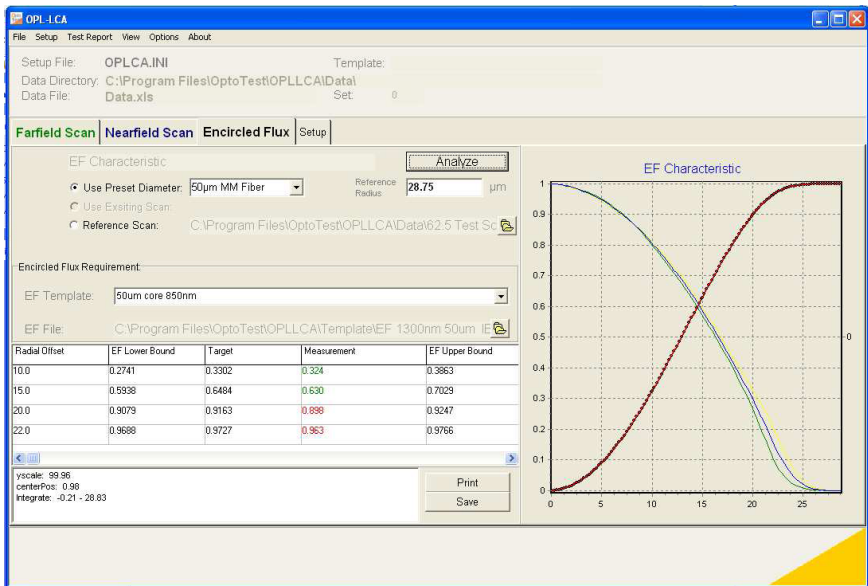 OPL-LCA
File Setup Test Report View Options About
Setup File: OPLCA.INI Template:
Data Directory: C:\Program Files\OptoTest\OPLLCA\Data\
Data File: Data.xls Set: 0
Farfield Scan Nearfield Scan Encircled Flux Setup
EF Characteristic Analyze
Use Preset Diameter: 50µm MM Fiber Reference Radius 28.75 µm
Use Exsiting Scan:
Reference Scan: C:\Program Files\OptoTest\OPLLCA\Data\62.5 Test Sc
Encircled Flux Requirement:
EF Template: 50um core 850nm
EF File: C:\Program Files\OptoTest\OPLLCA\Template\EF 1300nm 50um IE
Radial Offset EF Lower Bound Target Measurement EF Upper Bound
10.0 0.2741 0.3302 0.324 0.3863
15.0 0.5938 0.6484 0.630 0.7029
20.0 0.9079 0.9163 0.898 0.9247
22.0 0.9688 0.9727 0.963 0.9766
yscale: 99.96
centerPos: 0.98
Integrate: -0.21 - 28.83
Print
Save
EF Characteristic
1
0.9
0.8
0.7
0.6
0.5
0.4
0.3
0.2
0.1
0
0
0 5 10 15 20 25